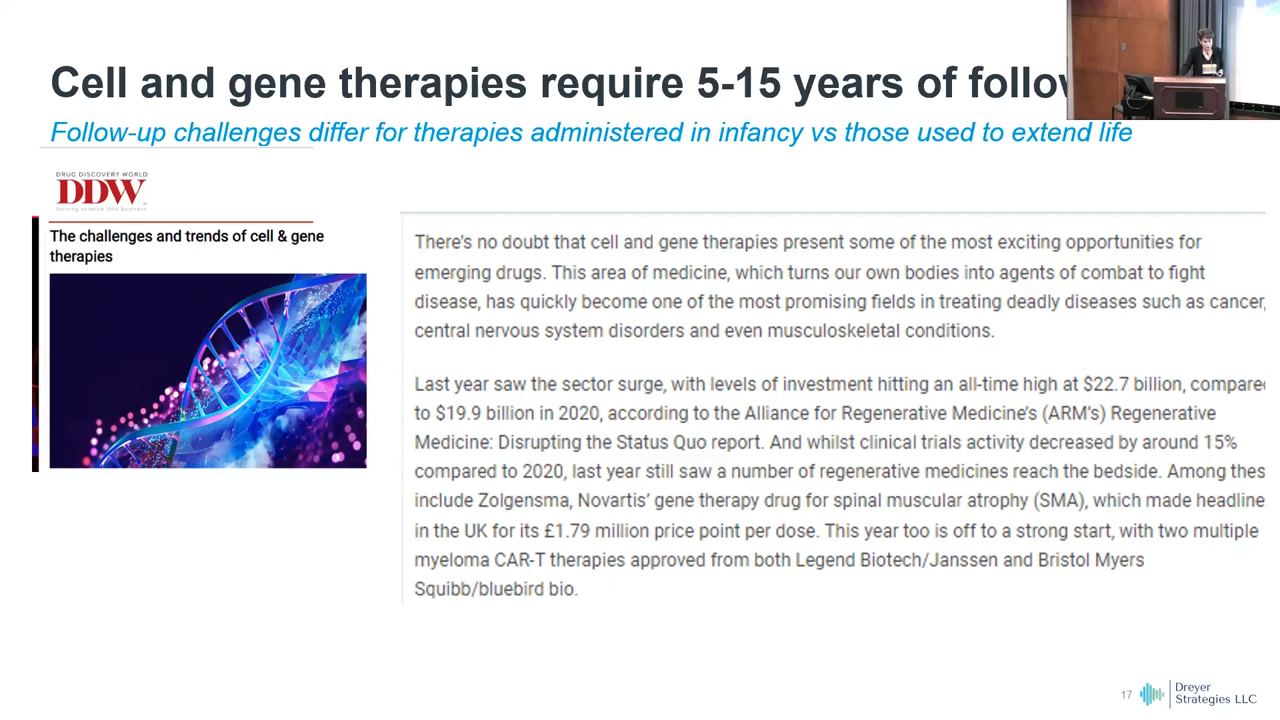 Cell and gene therapies require 5-15 years of follow
Follow-up challenges differ for therapies administered in infancy vs those used to extend life
DRUG DISCOVERY WORLD
DDW
turning science into business
The challenges and trends of cell & gene
therapies
There's no doubt that cell and gene therapies present some of the most exciting opportunities for
emerging drugs. This area of medicine, which turns our own bodies into agents of combat to fight
disease, has quickly become one of the most promising fields in treating deadly diseases such as cancer,
central nervous system disorders and even musculoskeletal conditions.
Last year saw the sector surge, with levels of investment hitting an all-time high at $22.7 billion, compare
to $19.9 billion in 2020, according to the Alliance for Regenerative Medicine's (ARM's) Regenerative
Medicine: Disrupting the Status Quo report. And whilst clinical trials activity decreased by around 15%
compared to 2020, last year still saw a number of regenerative medicines reach the bedside. Among thes
include Zolgensma, Novartis' gene therapy drug for spinal muscular atrophy (SMA), which made headline
in the UK for its £1.79 million price point per dose. This year too is off to a strong start, with two multiple
myeloma CAR-T therapies approved from both Legend Biotech/Janssen and Bristol Myers
Squibb/bluebird bio.
17
Dreyer
Strategies LLC